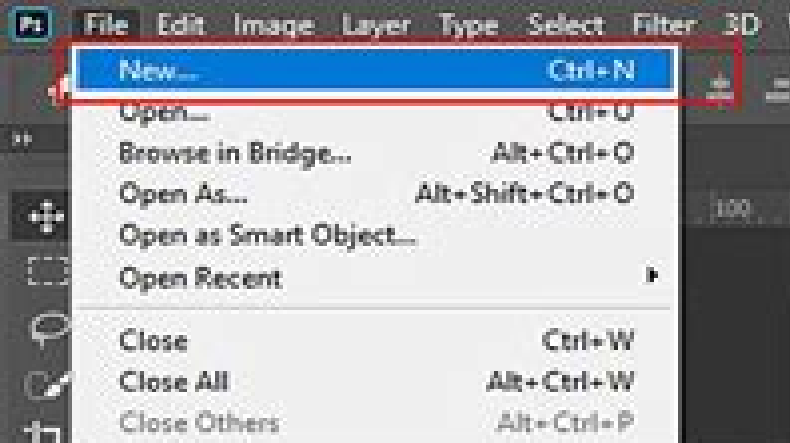 Ps File Edit Image Layer Type Select Filter 3D
New... Ctrl+N
Open... Ctrl+O
Browse in Bridge... Alt+Ctrl+O
Open As... Alt+Shift+Ctrl+O
100
Open as Smart Object...
Open Recent
Close Ctrl+W
Close All Alt+Ctrl+W
Close Others Alt+Ctrl+P